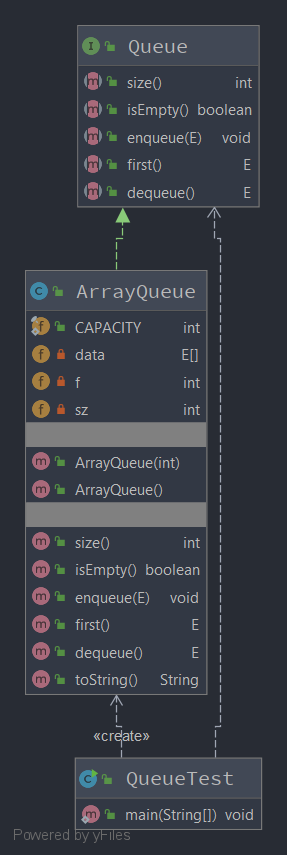 I Queue
m size() int
m isEmpty() boolean
m enqueue(E) void
m first() E
m dequeue() E
C ArrayQueue
f CAPACITY int
f data E[]
f f int
f sz int
m ArrayQueue(int)
m ArrayQueue()
m size() int
m isEmpty() boolean
m enqueue(E) void
m first() E
m dequeue() E
m toString() String
«create»
C QueueTest
m main(String[]) void
Powered by yFiles